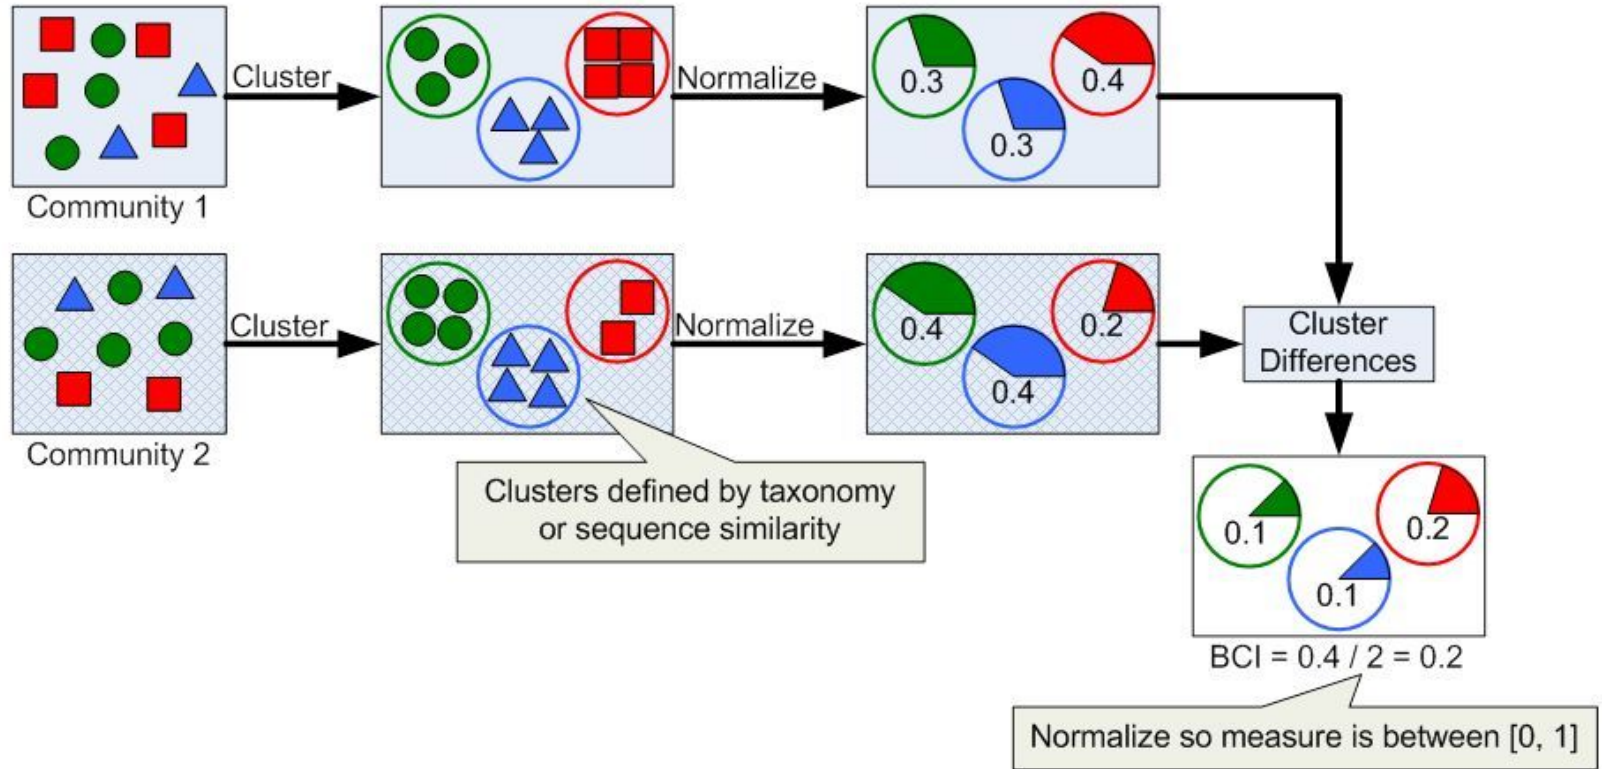 Cluster
Normalize
0.3
0.4
0.3
Community 1
Cluster
Normalize
0.4
0.2
0.4
Cluster
Differences
Community 2
Clusters defined by taxonomy
or sequence similarity
0.1
0.2
0.1
BCI = 0.4 / 2 = 0.2
Normalize so measure is between [0, 1]